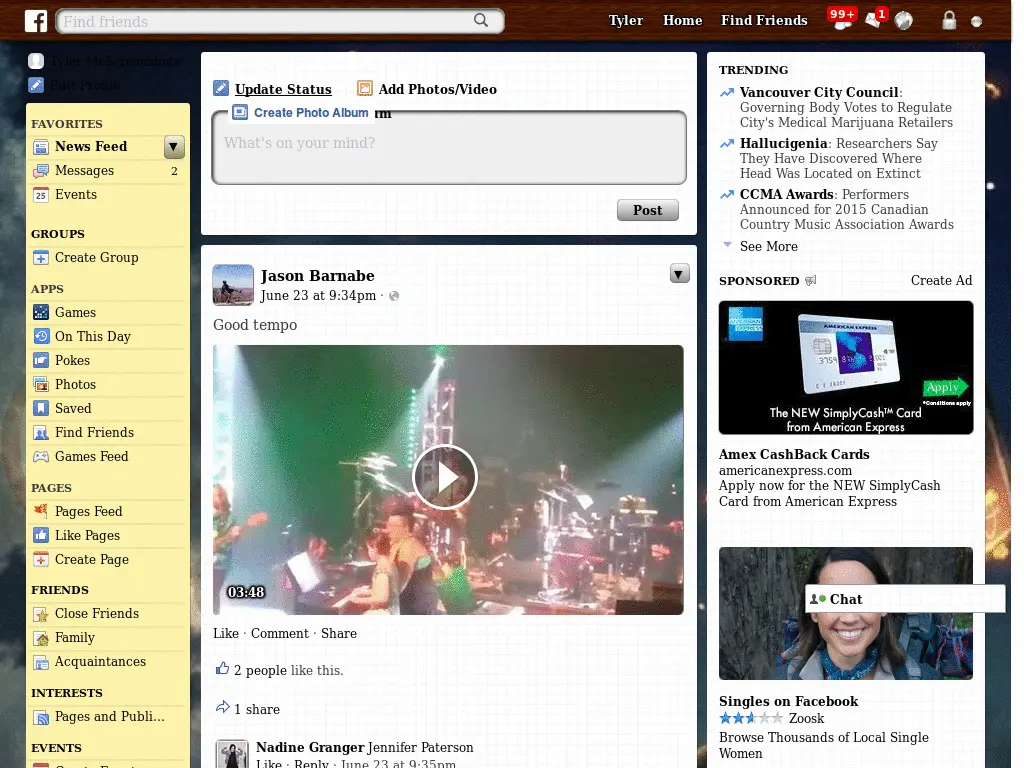 Find friends
Tyler
Home
Find Friends
99+
1
Edit Profile
FAVORITES
News Feed
Messages
2
25
Events
GROUPS
Create Group
APPS
Games
On This Day
Pokes
Photos
Saved
Find Friends
Games Feed
PAGES
Pages Feed
Like Pages
Create Page
FRIENDS
Close Friends
Family
Acquaintances
INTERESTS
Pages and Publi...
EVENTS
Update Status
Add Photos/Video
Create Photo Album
What's on your mind?
Post
Jason Barnabe
June 23 at 9:34pm ·
Good tempo
03:48
Like · Comment · Share
2 people like this.
1 share
Nadine Granger Jennifer Paterson
Like · Reply · June 23 at 9:35pm
TRENDING
Vancouver City Council:
Governing Body Votes to Regulate
City's Medical Marijuana Retailers
Hallucigenia: Researchers Say
They Have Discovered Where
Head Was Located on Extinct
CCMA Awards: Performers
Announced for 2015 Canadian
Country Music Association Awards
See More
SPONSORED
Create Ad
AMERICAN EXPRESS
Apply
*Conditions apply
The NEW SimplyCash™ Card
from American Express
Amex CashBack Cards
americanexpress.com
Apply now for the NEW SimplyCash
Card from American Express
Chat
Singles on Facebook
Zoosk
Browse Thousands of Local Single
Women